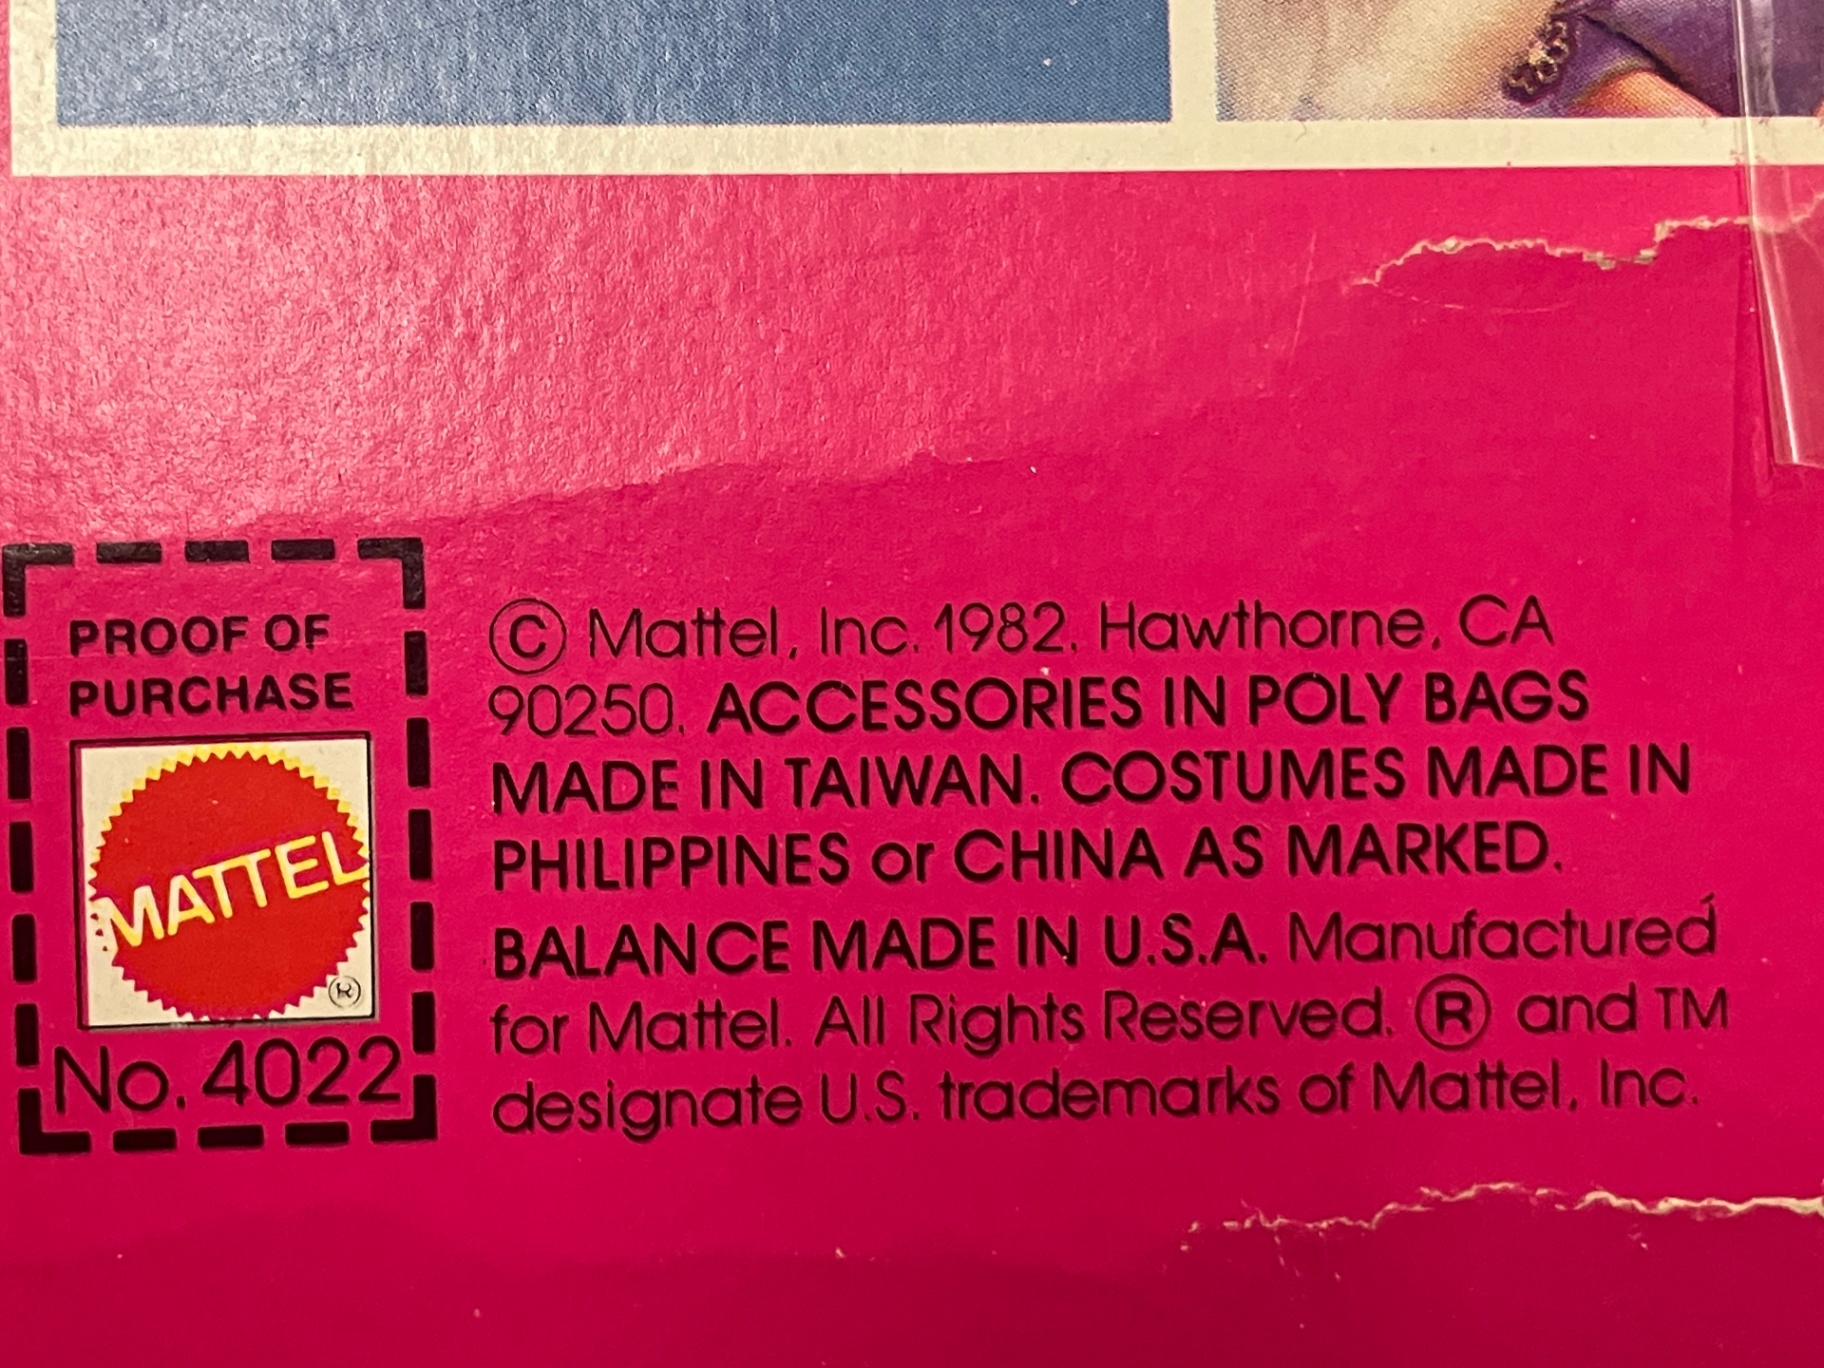 PROOF OF
PURCHASE
MATTEL
®
No. 4022
© Mattel, Inc. 1982. Hawthorne, CA
90250. ACCESSORIES IN POLY BAGS
MADE IN TAIWAN. COSTUMES MADE IN
PHILIPPINES or CHINA AS MARKED.
BALANCE MADE IN U.S.A. Manufactured
for Mattel. All Rights Reserved. ® and TM
designate U.S. trademarks of Mattel, Inc.